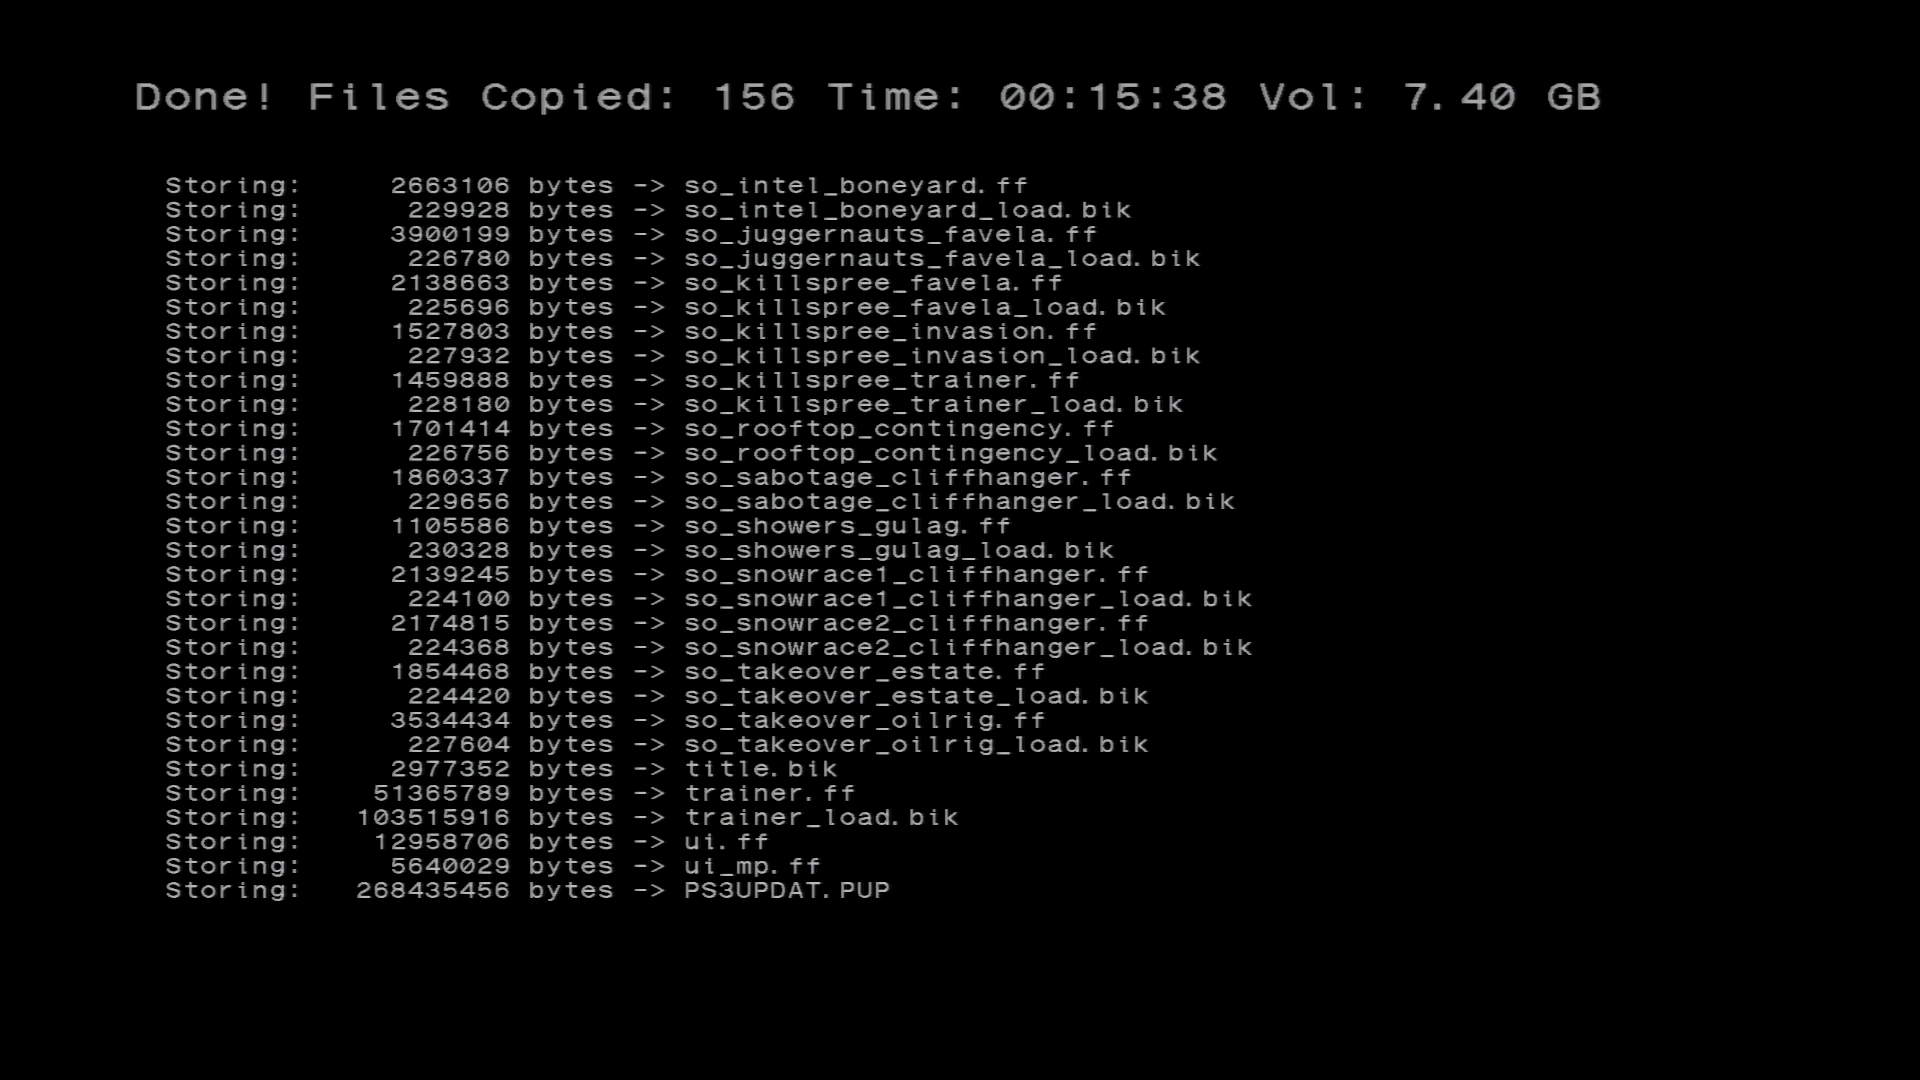 Done! Files Copied: 156 Time: 00:15:38 Vol: 7.40 GB
Storing: 2663106 bytes -> so_intel_boneyard.ff
Storing: 229928 bytes -> so_intel_boneyard_load.bik
Storing: 3900199 bytes -> so_juggernauts_favela.ff
Storing: 226780 bytes -> so_juggernauts_favela_load.bik
Storing: 2138663 bytes -> so_killspree_favela.ff
Storing: 225696 bytes -> so_killspree_favela_load.bik
Storing: 1527803 bytes -> so_killspree_invasion.ff
Storing: 227932 bytes -> so_killspree_invasion_load.bik
Storing: 1459888 bytes -> so_killspree_trainer.ff
Storing: 228180 bytes -> so_killspree_trainer_load.bik
Storing: 1701414 bytes -> so_rooftop_contingency.ff
Storing: 226756 bytes -> so_rooftop_contingency_load.bik
Storing: 1860337 bytes -> so_sabotage_cliffhanger.ff
Storing: 229656 bytes -> so_sabotage_cliffhanger_load.bik
Storing: 1105586 bytes -> so_showers_gulag.ff
Storing: 230328 bytes -> so_showers_gulag_load.bik
Storing: 2139245 bytes -> so_snowrace1_cliffhanger.ff
Storing: 224100 bytes -> so_snowrace1_cliffhanger_load.bik
Storing: 2174815 bytes -> so_snowrace2_cliffhanger.ff
Storing: 224368 bytes -> so_snowrace2_cliffhanger_load.bik
Storing: 1854468 bytes -> so_takeover_estate.ff
Storing: 224420 bytes -> so_takeover_estate_load.bik
Storing: 3534434 bytes -> so_takeover_oilrig.ff
Storing: 227604 bytes -> so_takeover_oilrig_load.bik
Storing: 2977352 bytes -> title.bik
Storing: 51365789 bytes -> trainer.ff
Storing: 103515916 bytes -> trainer_load.bik
Storing: 12958706 bytes -> ui.ff
Storing: 5640029 bytes -> ui_mp.ff
Storing: 268435456 bytes -> PS3UPDAT.PUP